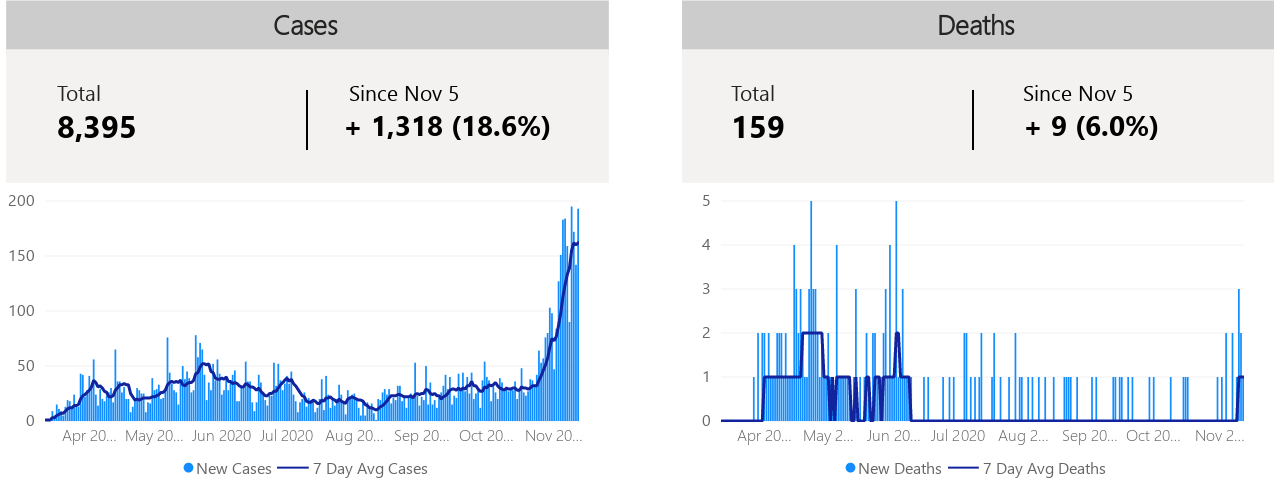 Cases
Total
Since Nov 5
8,395
+ 1,318 (18.6%)
200
150
100
50
0
Apr 20... May 20... Jun 2020 Jul 2020 Aug 20... Sep 20... Oct 20... Nov 20...
New Cases 7 Day Avg Cases
Deaths
Total
Since Nov 5
159
+ 9 (6.0%)
5
4
3
2
1
0
Apr 20... May 2... Jun 20... Jul 2020 Aug 2... Sep 20... Oct 20... Nov 2...
New Deaths 7 Day Avg Deaths